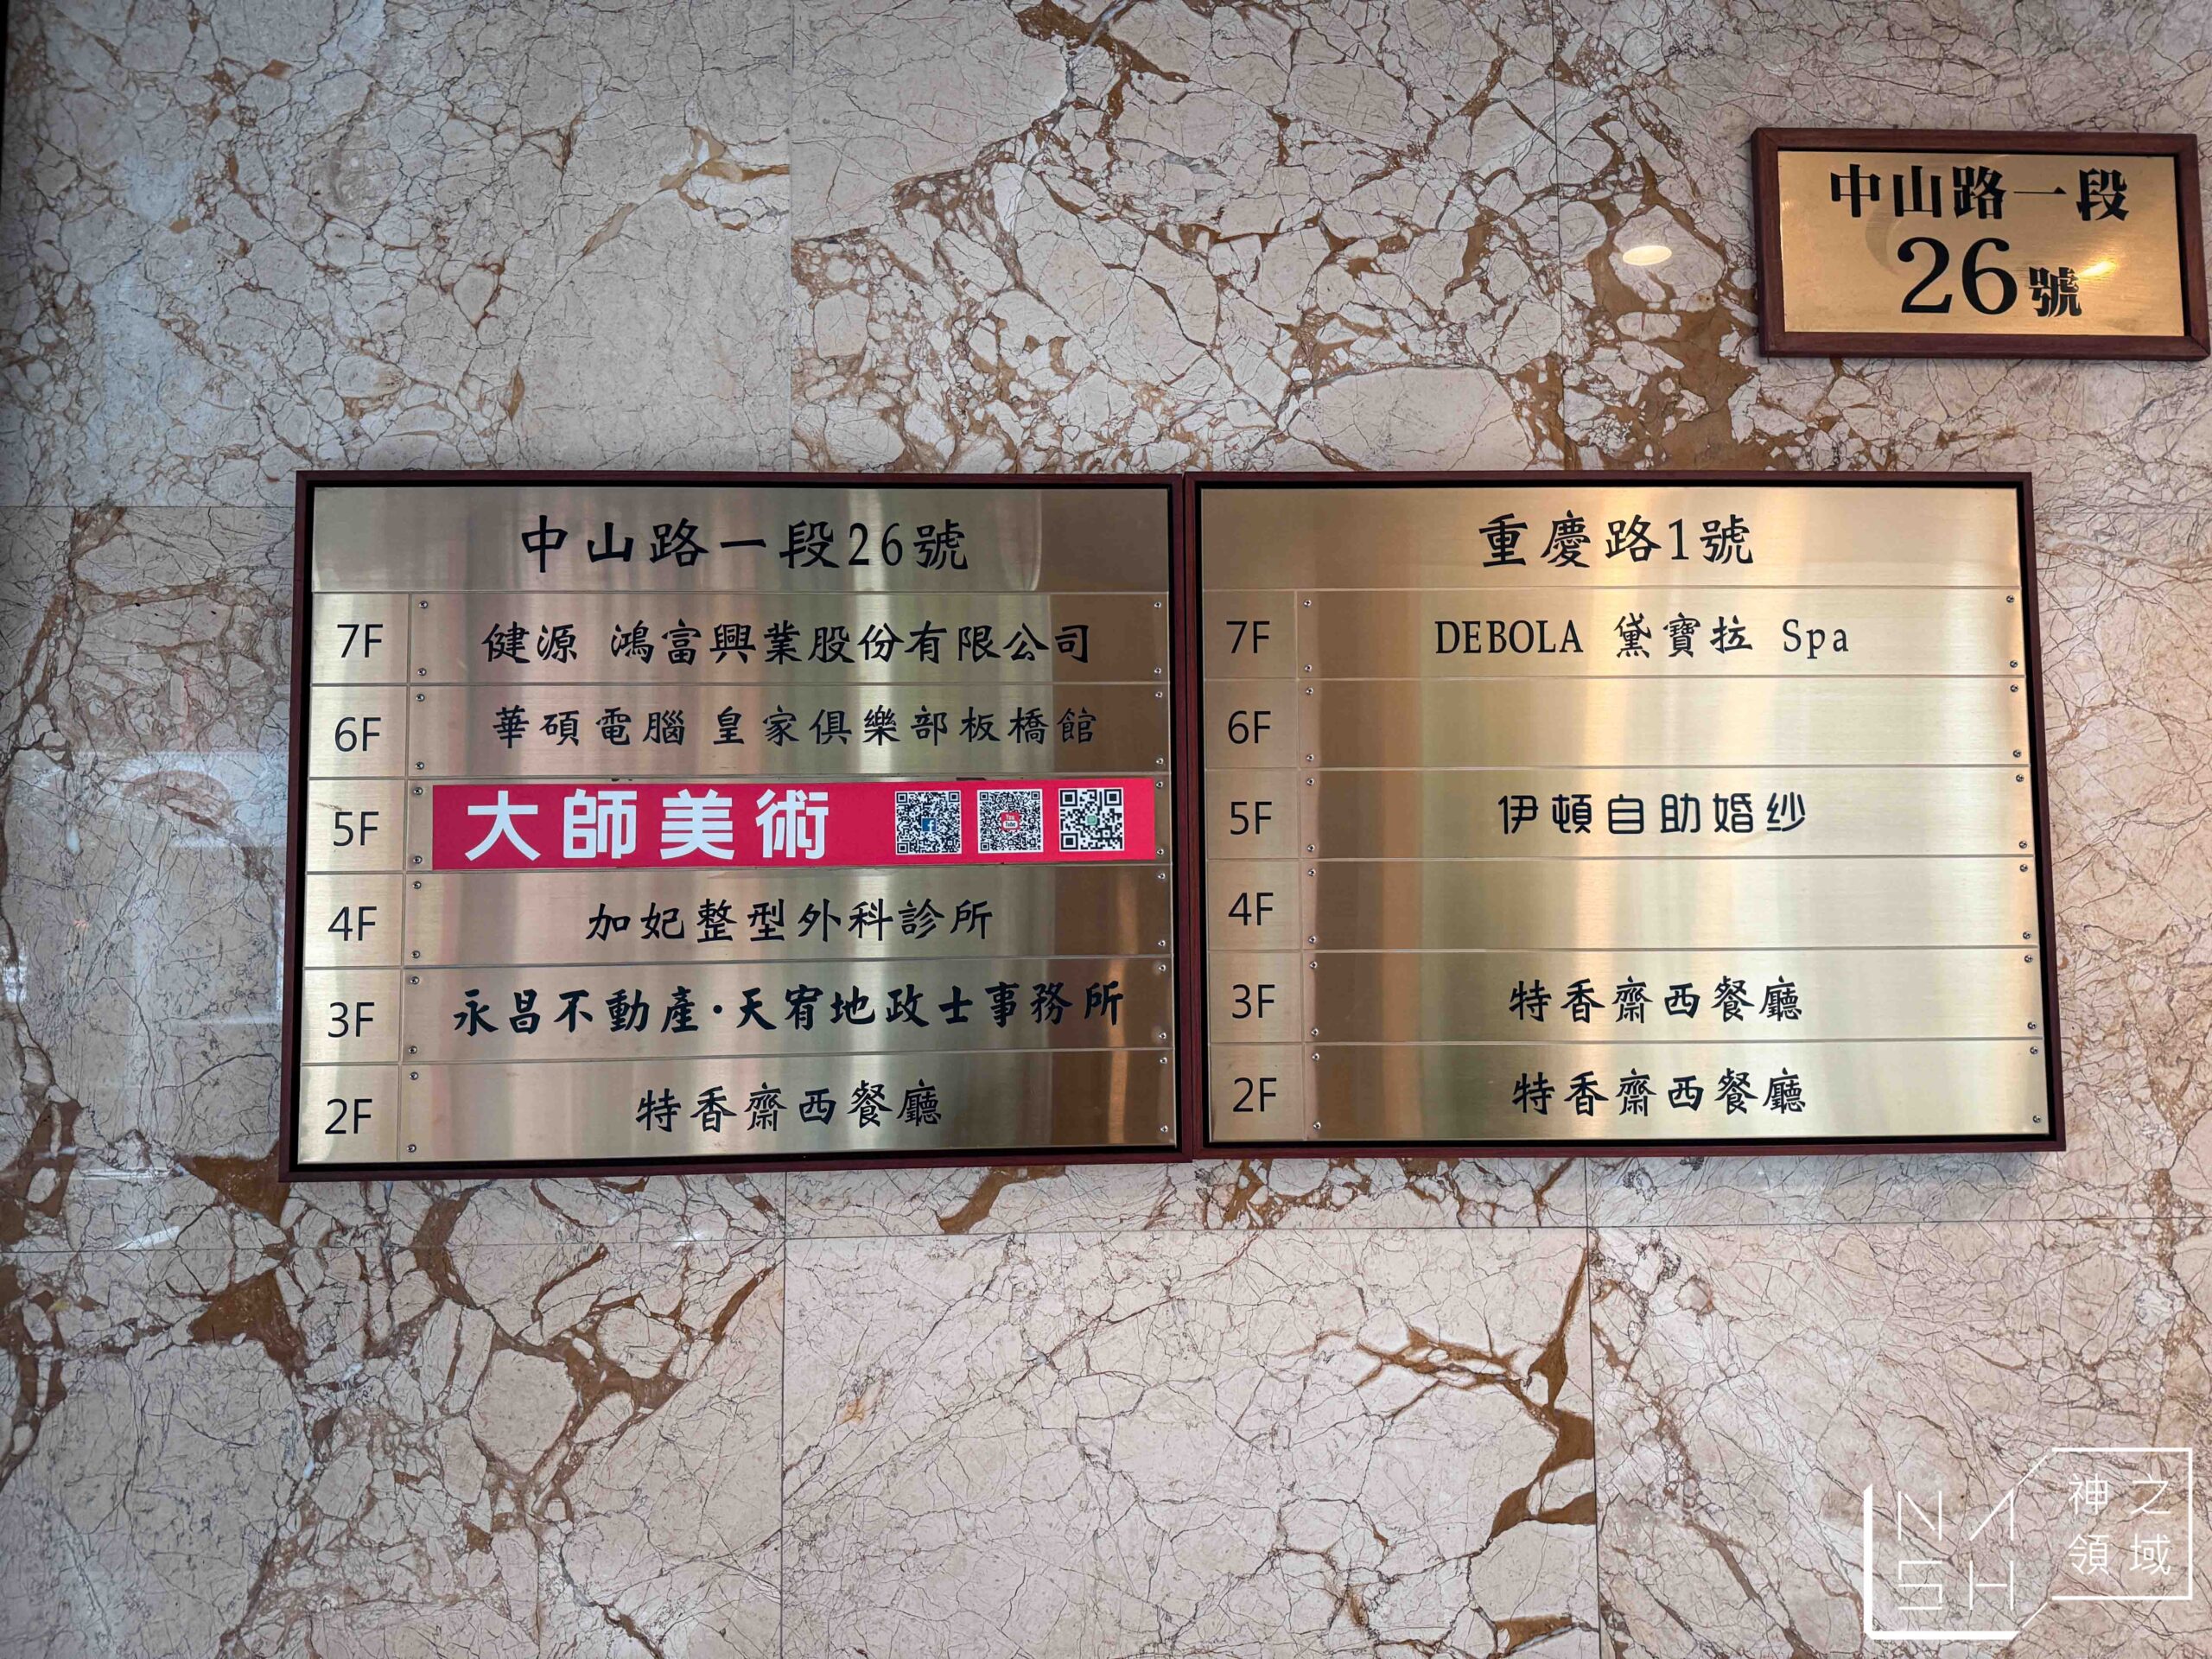 中山路一段
26號
中山路一段26號
7F 健源 鴻富興業股份有限公司
6F 華碩電腦 皇家俱樂部板橋館
5F 大師美術
4F 加妃整型外科診所
3F 永昌不動產·天宥地政士事務所
2F 特香齋西餐廳
重慶路1號
7F DEBOLA 黛寶拉 Spa
6F
5F 伊頓自助婚紗
4F
3F 特香齋西餐廳
2F 特香齋西餐廳
NASH 神之領域